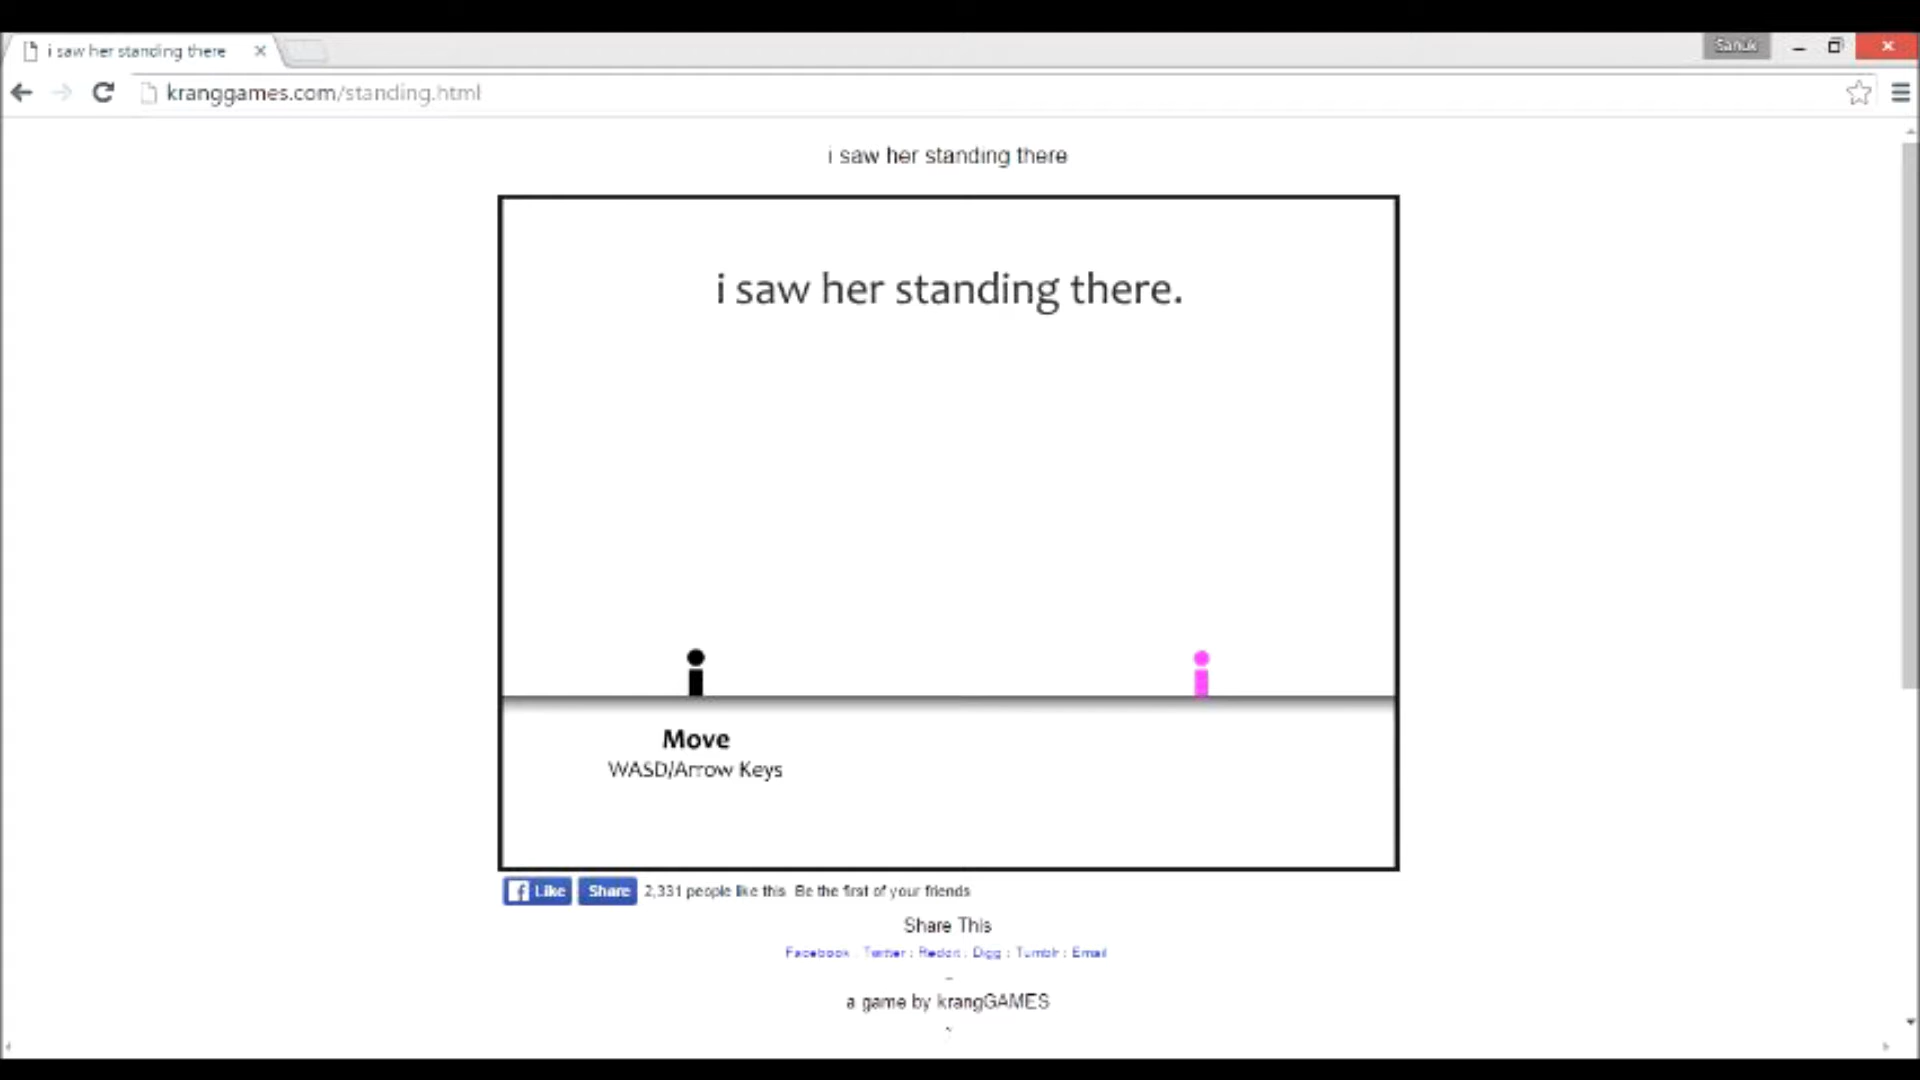 i saw her standing there
Sanuk
kranggames.com/standing.html
i saw her standing there
i saw her standing there.
Move
WASD/Arrow Keys
Like Share 2,331 people like this. Be the first of your friends
Share This
Facebook : Twitter : Reddit : Digg : Tumblr : Email
a game by krangGAMES